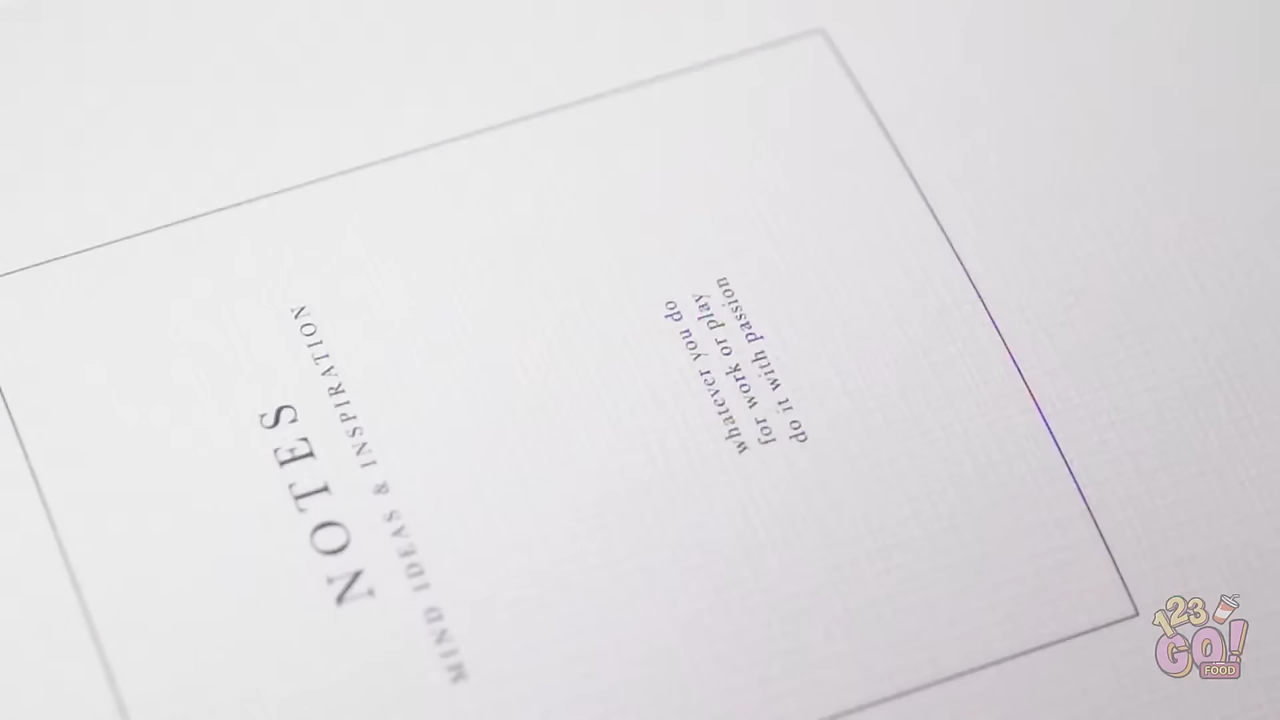 NOTES
MIND IDEAS & INSPIRATION
whatever you do
for work or play
do it with passion
123
GO!
FOOD